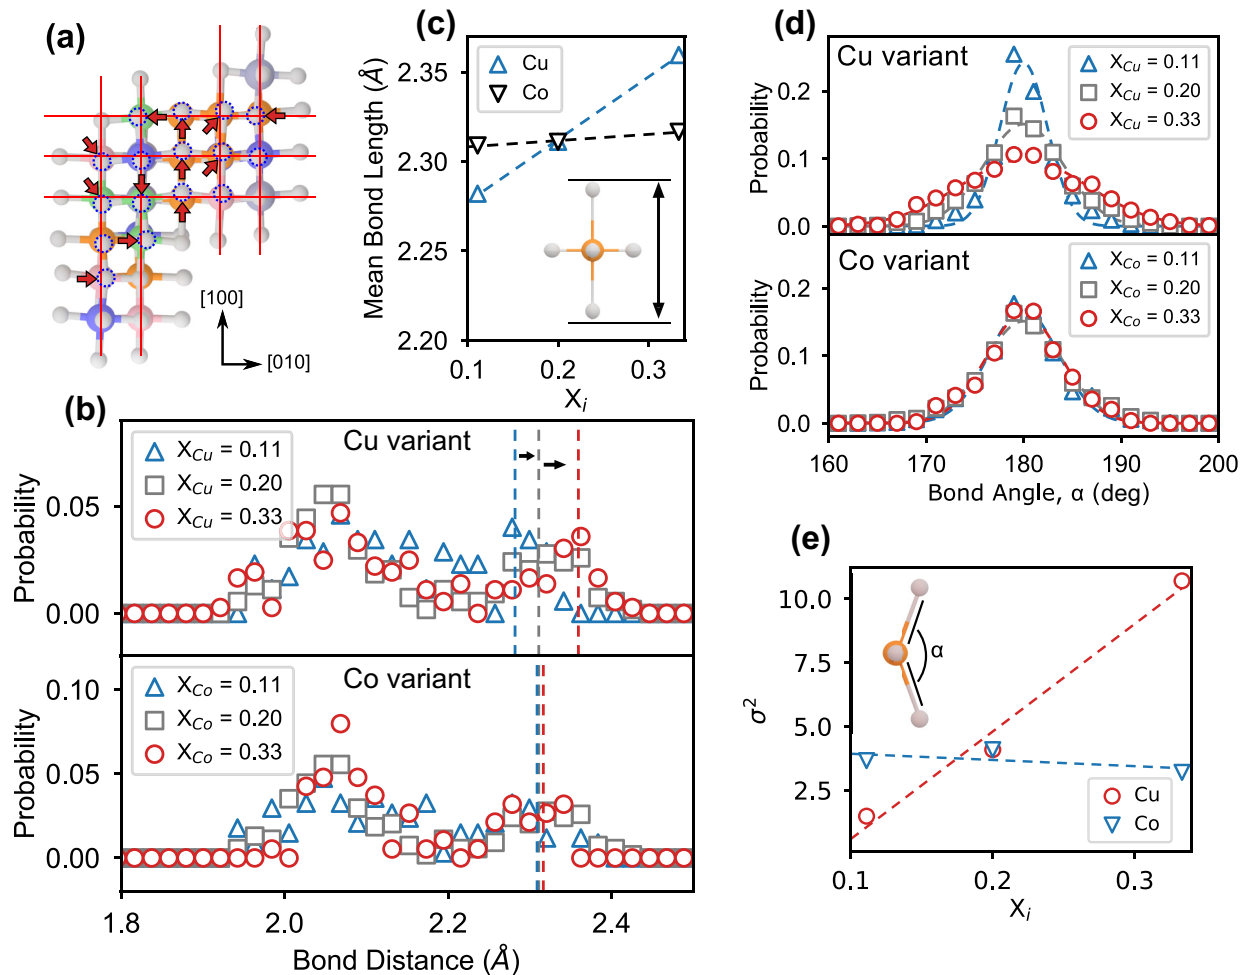 (a)
[100]
[010]
(c)
Mean Bond Length (Å)
2.35
2.30
2.25
2.20
Cu
Co
0.1
0.2
0.3
X_i
(d)
Cu variant
Probability
0.2
0.1
0.0
X_Cu = 0.11
X_Cu = 0.20
X_Cu = 0.33
Co variant
Probability
0.2
0.1
0.0
X_Co = 0.11
X_Co = 0.20
X_Co = 0.33
160
170
180
190
200
Bond Angle, α (deg)
(b)
Cu variant
Probability
0.05
0.00
X_Cu = 0.11
X_Cu = 0.20
X_Cu = 0.33
Co variant
Probability
0.10
0.05
0.00
X_Co = 0.11
X_Co = 0.20
X_Co = 0.33
1.8
2.0
2.2
2.4
Bond Distance (Å)
(e)
σ²
10.0
7.5
5.0
2.5
α
Cu
Co
0.1
0.2
0.3
X_i